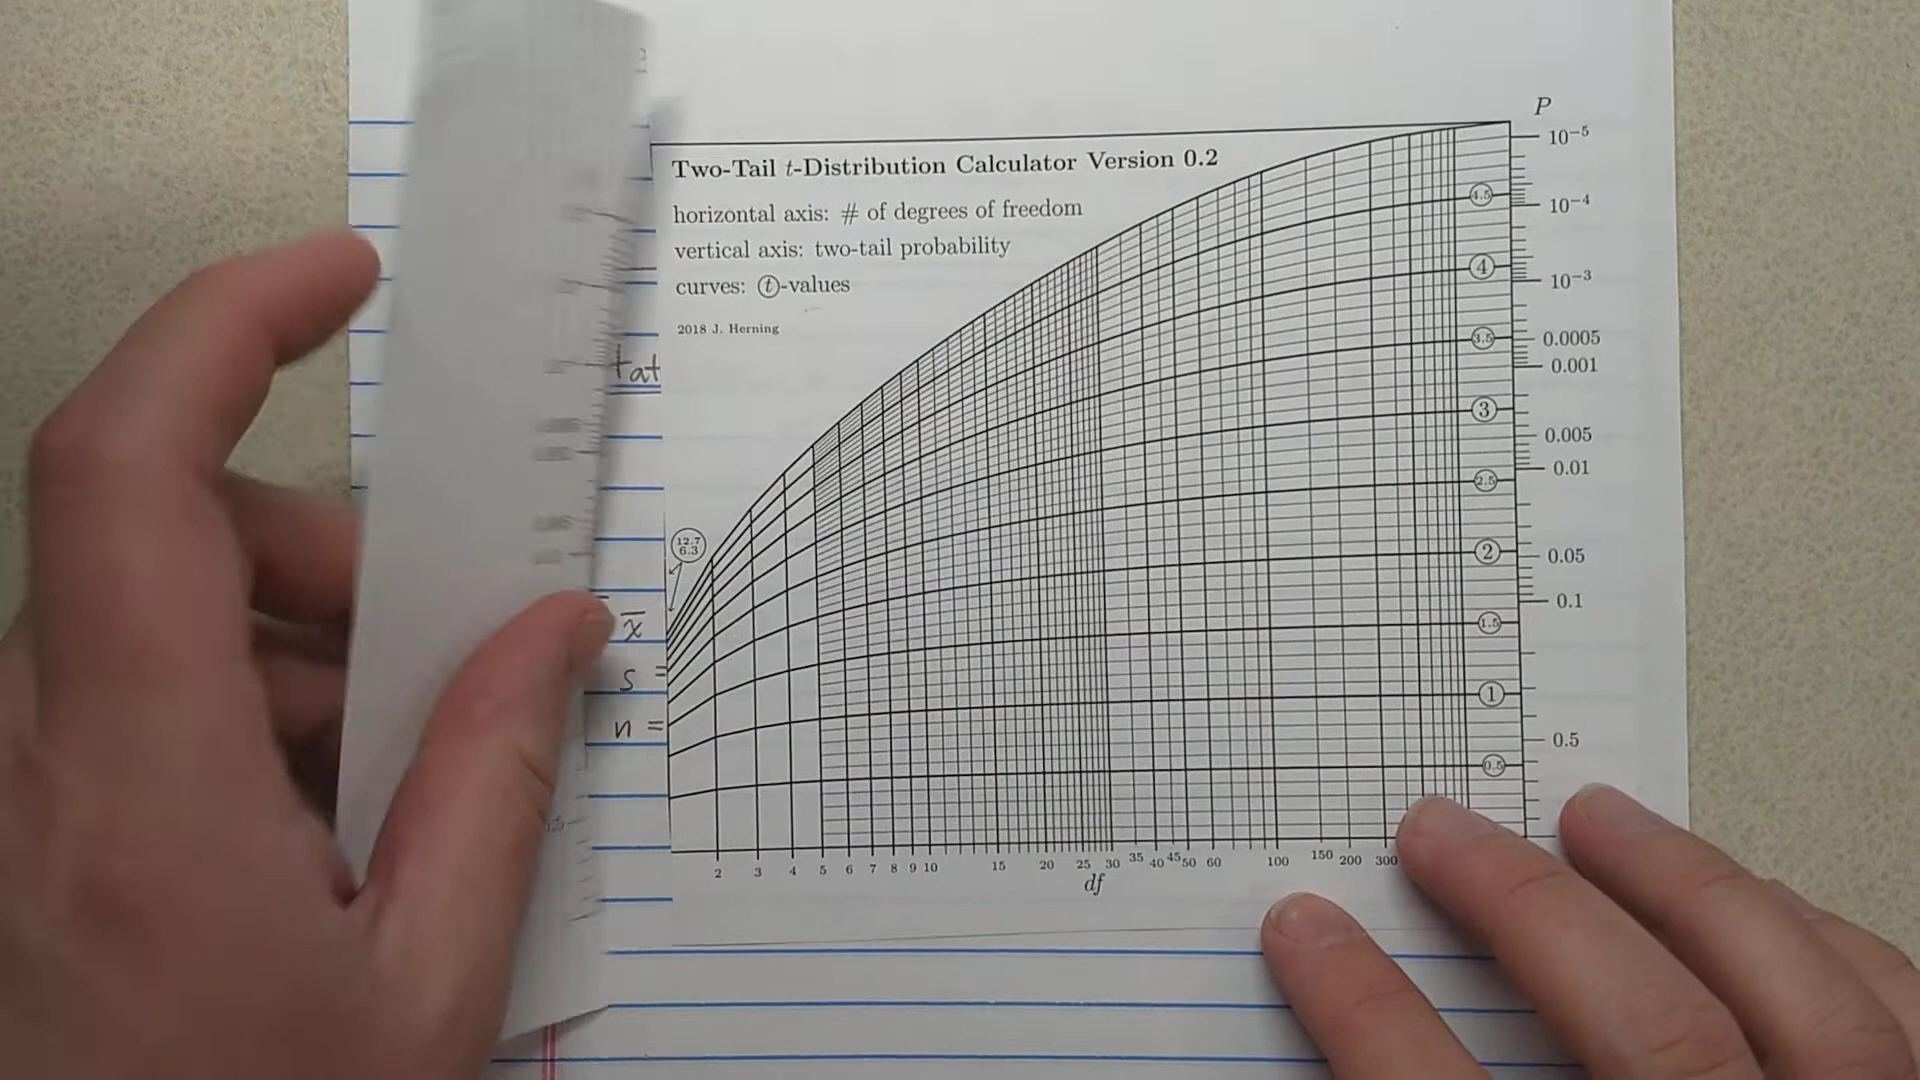 P
10⁻⁵
Two-Tail t-Distribution Calculator Version 0.2
4.5
10⁻⁴
horizontal axis: # of degrees of freedom
vertical axis: two-tail probability
4
10⁻³
curves: t-values
2018 J. Herning
3.5
0.0005
0.001
tat
3
0.005
0.01
2.5
12.7
6.3
2
0.05
0.1
x̄
1.5
s =
1
n =
0.5
0.5
2 3 4 5 6 7 8 9 10 15 20 25 30 35 40 45 50 60 100 150 200 300
df